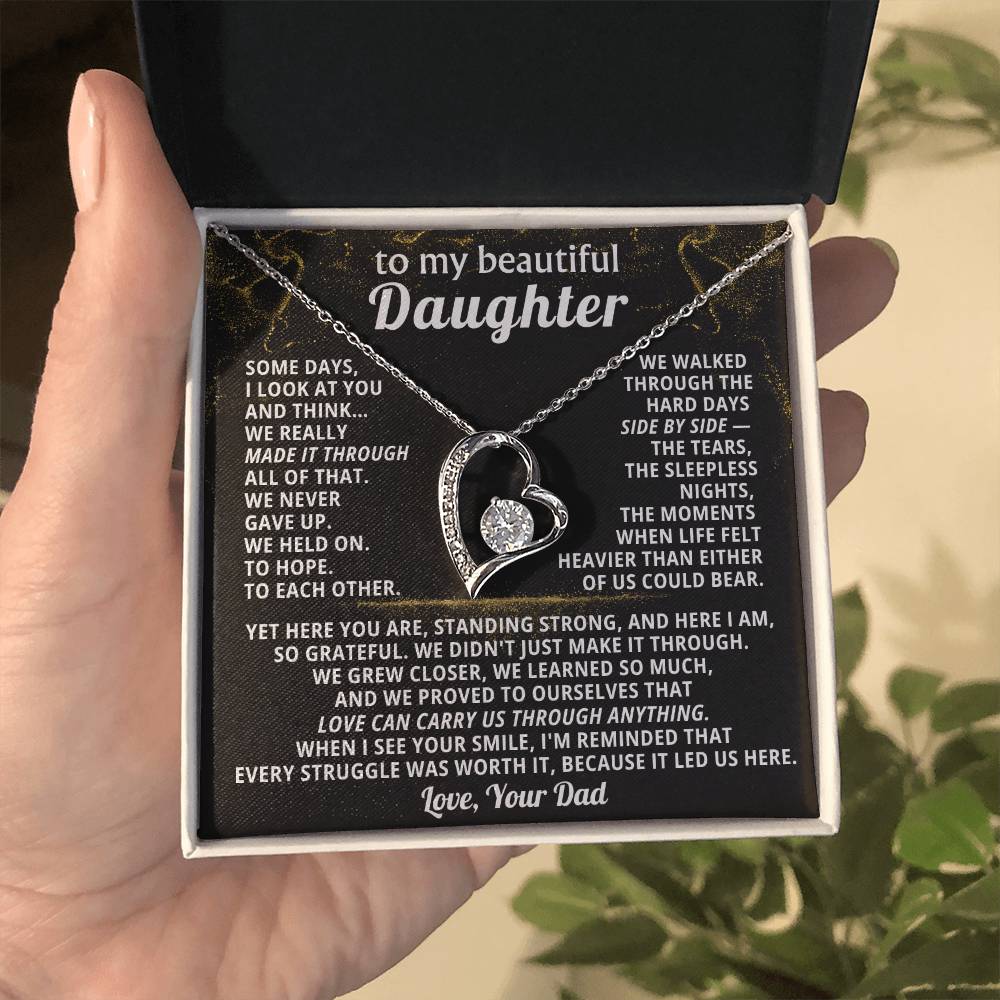 to my beautiful
Daughter
SOME DAYS,
I LOOK AT YOU
AND THINK...
WE REALLY
MADE IT THROUGH
ALL OF THAT.
WE NEVER
GAVE UP.
WE HELD ON.
TO HOPE.
TO EACH OTHER.
WE WALKED
THROUGH THE
HARD DAYS
SIDE BY SIDE —
THE TEARS,
THE SLEEPLESS
NIGHTS,
THE MOMENTS
WHEN LIFE FELT
HEAVIER THAN EITHER
OF US COULD BEAR.
YET HERE YOU ARE, STANDING STRONG, AND HERE I AM,
SO GRATEFUL. WE DIDN'T JUST MAKE IT THROUGH.
WE GREW CLOSER, WE LEARNED SO MUCH,
AND WE PROVED TO OURSELVES THAT
LOVE CAN CARRY US THROUGH ANYTHING.
WHEN I SEE YOUR SMILE, I'M REMINDED THAT
EVERY STRUGGLE WAS WORTH IT, BECAUSE IT LED US HERE.
Love, Your Dad